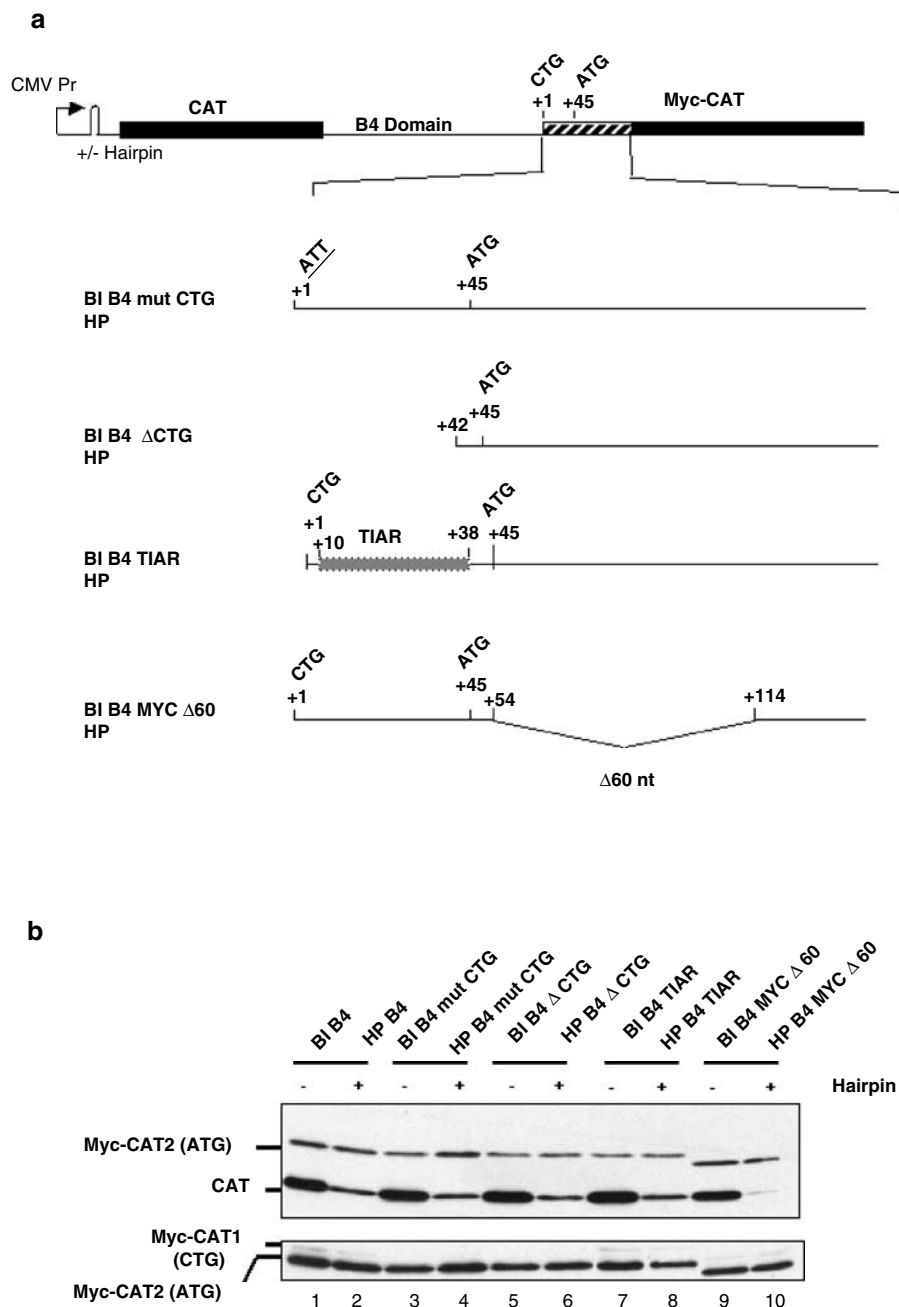 a
CTG
ATG
CMV Pr
CAT
+1
+45
Myc-CAT
B4 Domain
+/- Hairpin
ATT
ATG
+1
+45
BI B4 mut CTG
HP
ATG
+42
+45
BI B4 ΔCTG
HP
CTG
ATG
+1
+10
TIAR
+38
+45
BI B4 TIAR
HP
CTG
ATG
+1
+45
+54
+114
BI B4 MYC Δ60
HP
Δ60 nt
b
BI B4
HP B4
BI B4 mut CTG
HP B4 mut CTG
BI B4 Δ CTG
HP B4 Δ CTG
BI B4 TIAR
HP B4 TIAR
BI B4 MYC Δ 60
HP B4 MYC Δ 60
- + - + - + - + - + Hairpin
Myc-CAT2 (ATG)
CAT
Myc-CAT1
(CTG)
Myc-CAT2 (ATG)
1 2 3 4 5 6 7 8 9 10